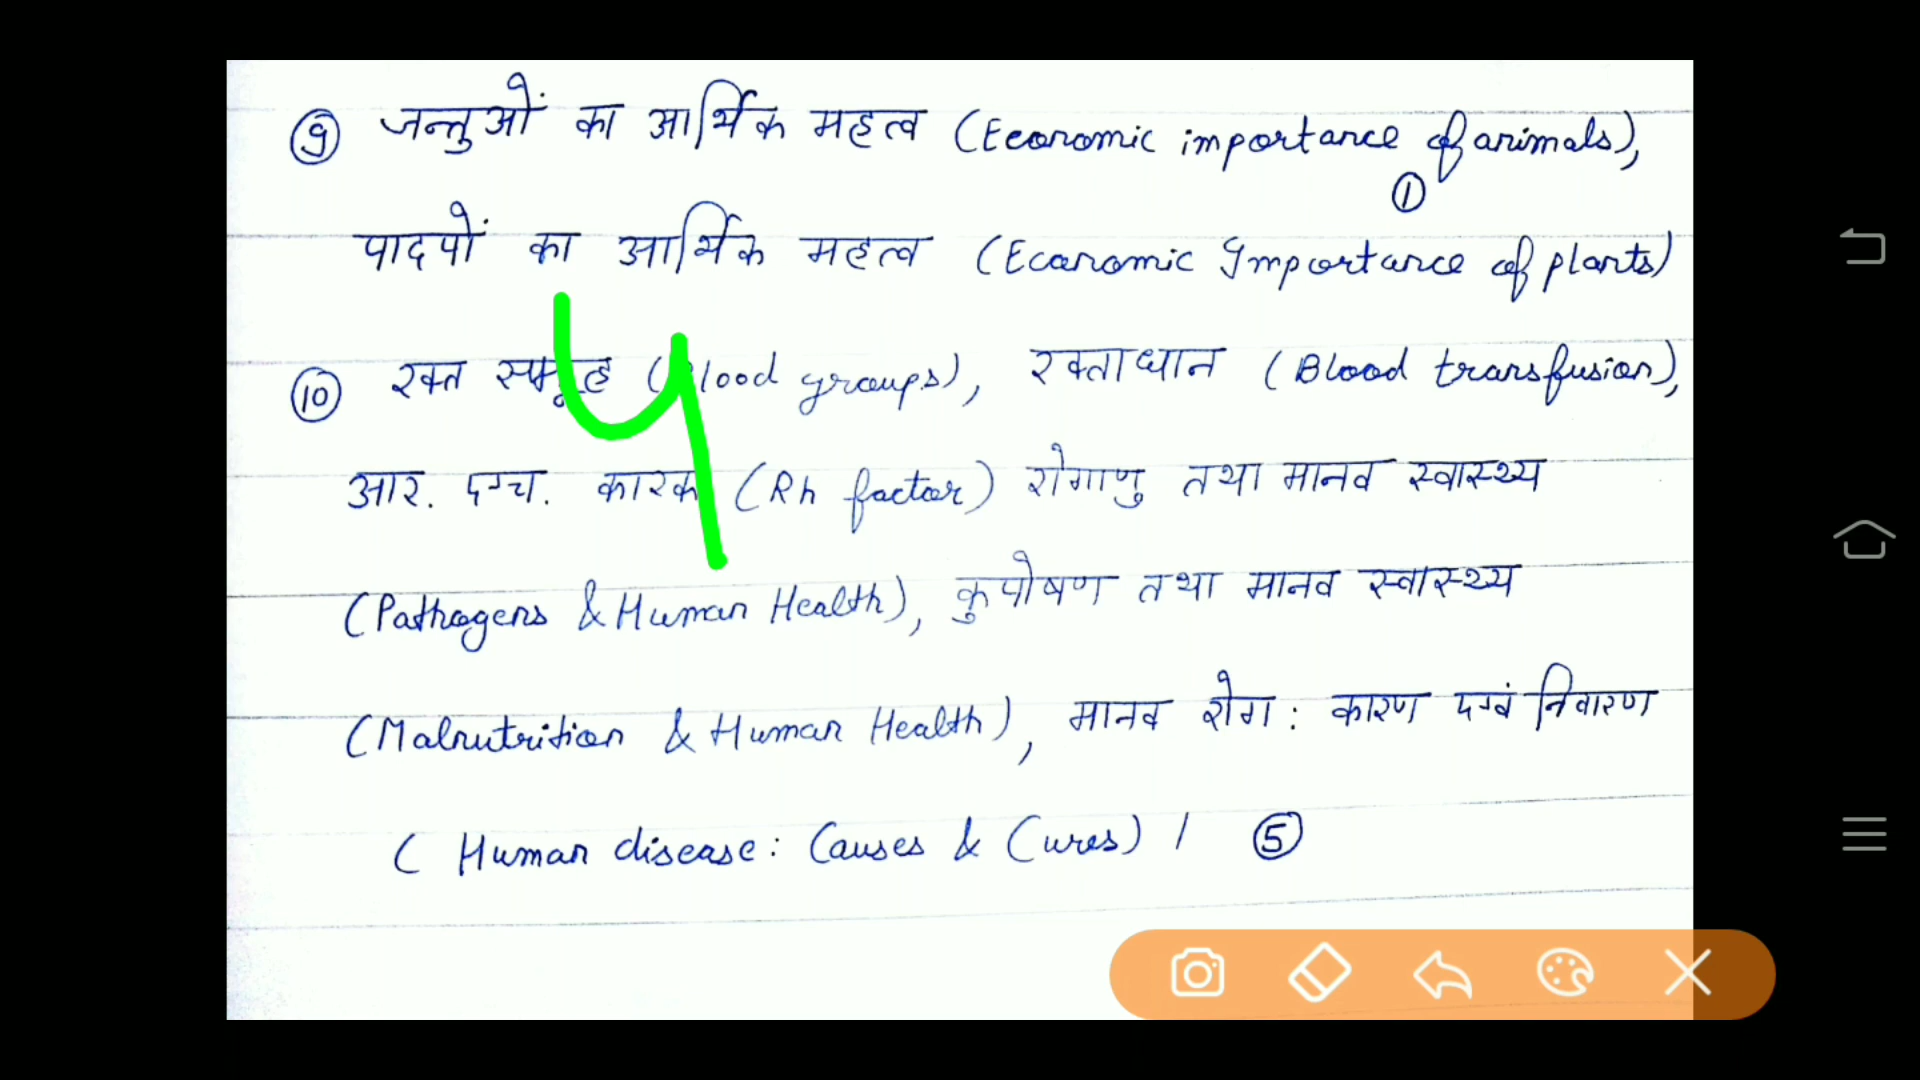 ⑨ जन्तुओं का आर्थिक महत्व (Economic importance of animals),
①
पादपों का आर्थिक महत्व (Economic Importance of plants)
⑩ रक्त समूह (Blood groups), रक्ताधान (Blood transfusion),
आर. एच. कारक (Rh factor) रोगाणु तथा मानव स्वास्थ्य
(Pathogens & Human Health), कुपोषण तथा मानव स्वास्थ्य
(Malnutrition & Human Health), मानव रोग : कारण एवं निवारण
( Human disease : Causes & Cures) । ⑤